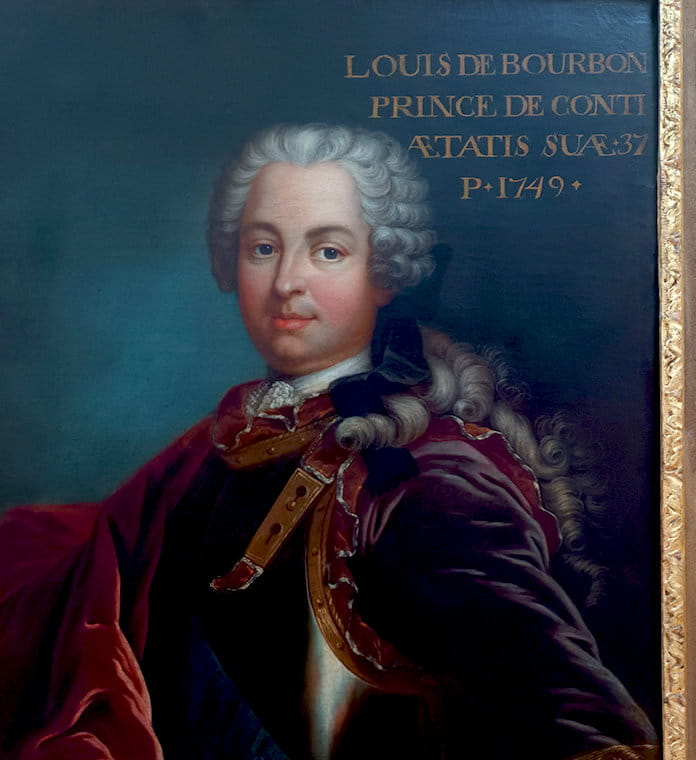 LOUIS DE BOURBON
PRINCE DE CONTI
ÆTATIS SUÆ·37
P·1749·